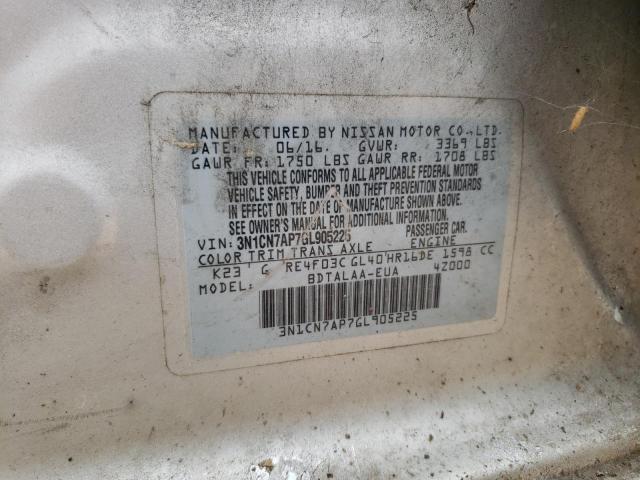 MANUFACTURED BY NISSAN MOTOR CO., LTD.
DATE: 06/16. GVWR: 3369 LBS
GAWR FR: 1750 LBS GAWR RR: 1708 LBS
THIS VEHICLE CONFORMS TO ALL APPLICABLE FEDERAL MOTOR
VEHICLE SAFETY, BUMPER AND THEFT PREVENTION STANDARDS
IN EFFECT ON THE DATE OF MANUFACTURE SHOWN ABOVE.
SEE OWNER'S MANUAL FOR ADDITIONAL INFORMATION.
VIN: 3N1CN7AP7GL905225 PASSENGER CAR.
COLOR TRIM TRANS AXLE ENGINE
K23 G RE4F03C GL40 HR16DE 1598 CC
MODEL: BDTALAA-EUA 4Z000
3N1CN7AP7GL905225